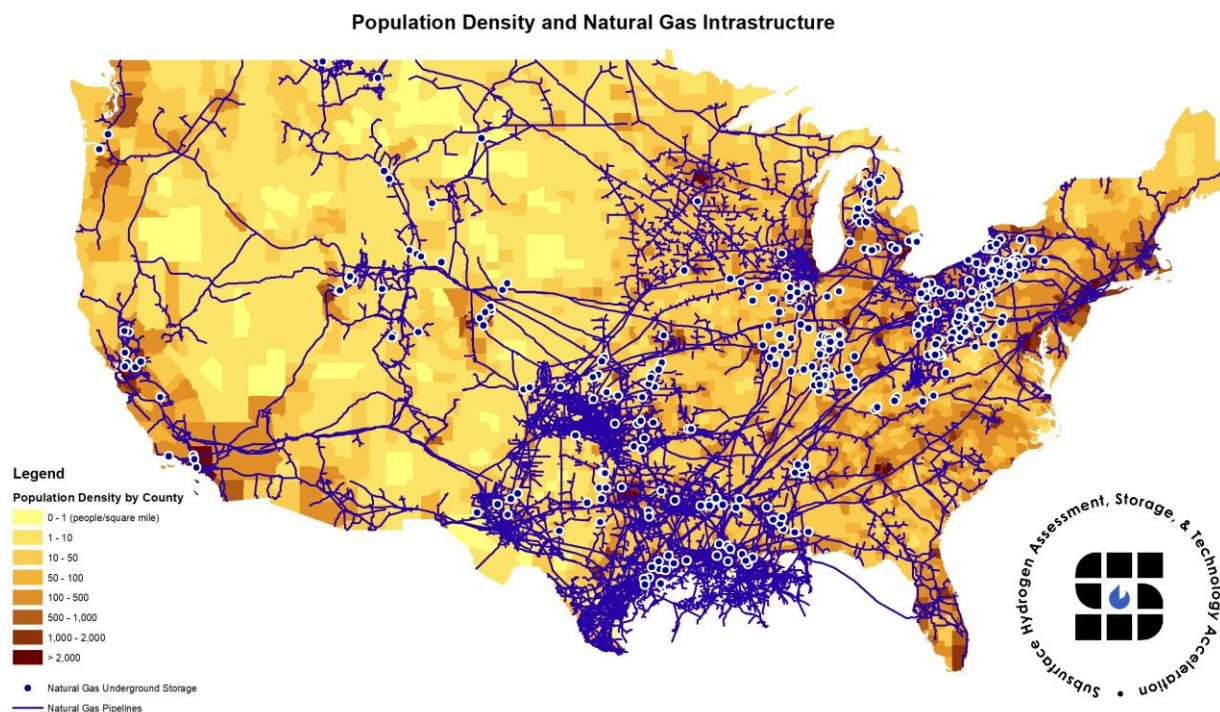 Population Density and Natural Gas Intrastructure
Legend
Population Density by County
0 - 1 (people/square mile)
1 - 10
10 - 50
50 - 100
100 - 500
500 - 1,000
1,000 - 2,000
> 2,000
Natural Gas Underground Storage
Natural Gas Pipelines
Subsurface Hydrogen Assessment, Storage, & Technology Acceleration •